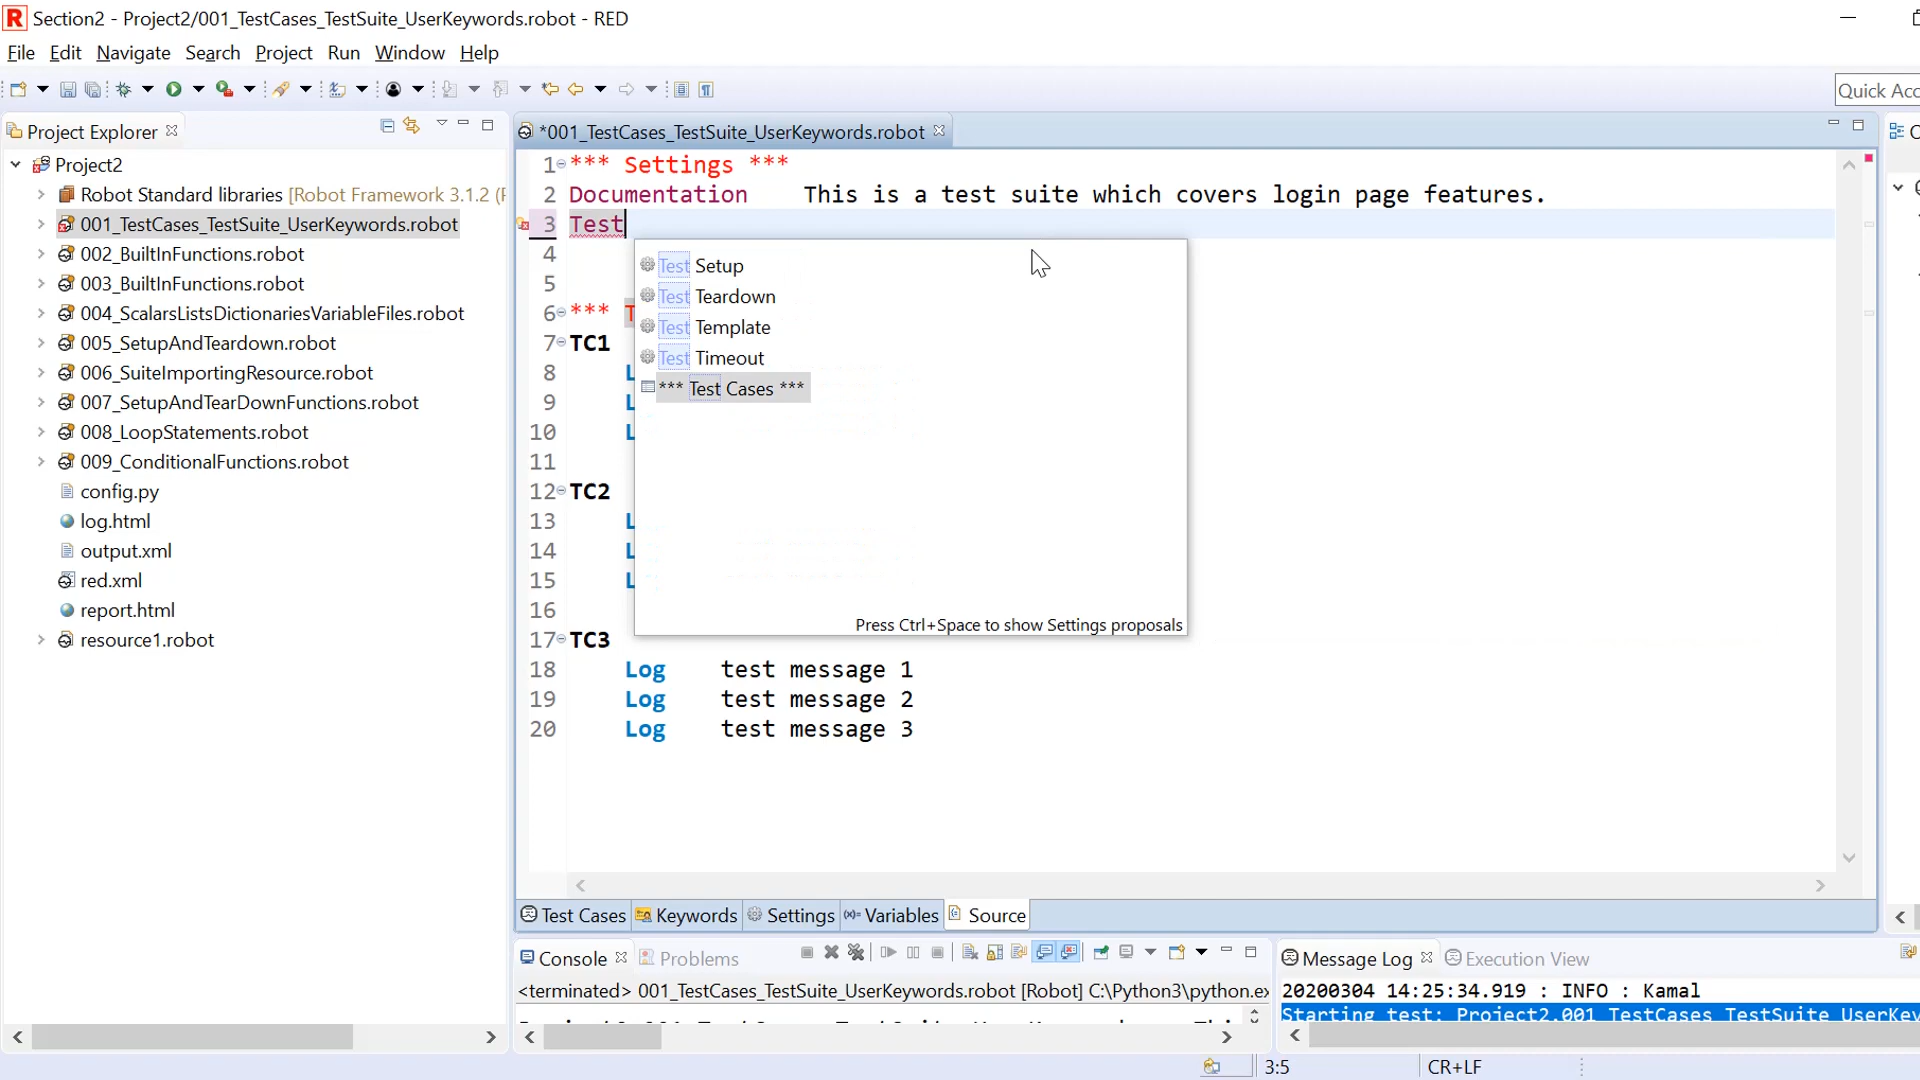 Section2 - Project2/001_TestCases_TestSuite_UserKeywords.robot - RED
File Edit Navigate Search Project Run Window Help
Quick Acc
Project Explorer
Project2
Robot Standard libraries [Robot Framework 3.1.2 (
001_TestCases_TestSuite_UserKeywords.robot
002_BuiltInFunctions.robot
003_BuiltInFunctions.robot
004_ScalarsListsDictionariesVariableFiles.robot
005_SetupAndTeardown.robot
006_SuiteImportingResource.robot
007_SetupAndTearDownFunctions.robot
008_LoopStatements.robot
009_ConditionalFunctions.robot
config.py
log.html
output.xml
red.xml
report.html
resource1.robot
*001_TestCases_TestSuite_UserKeywords.robot
1 *** Settings ***
2 Documentation This is a test suite which covers login page features.
3 Test
4
5
6 *** T
7 TC1
8 L
9 L
10 L
11
12 TC2
13 L
14 L
15 L
16
17 TC3
18 Log test message 1
19 Log test message 2
20 Log test message 3
Test Setup
Test Teardown
Test Template
Test Timeout
*** Test Cases ***
Press Ctrl+Space to show Settings proposals
Test Cases Keywords Settings Variables Source
Console Problems
<terminated> 001_TestCases_TestSuite_UserKeywords.robot [Robot] C:\Python3\python.ex
Message Log Execution View
20200304 14:25:34.919 : INFO : Kamal
Starting test: Project2.001 TestCases TestSuite UserKey
3:5 CR+LF